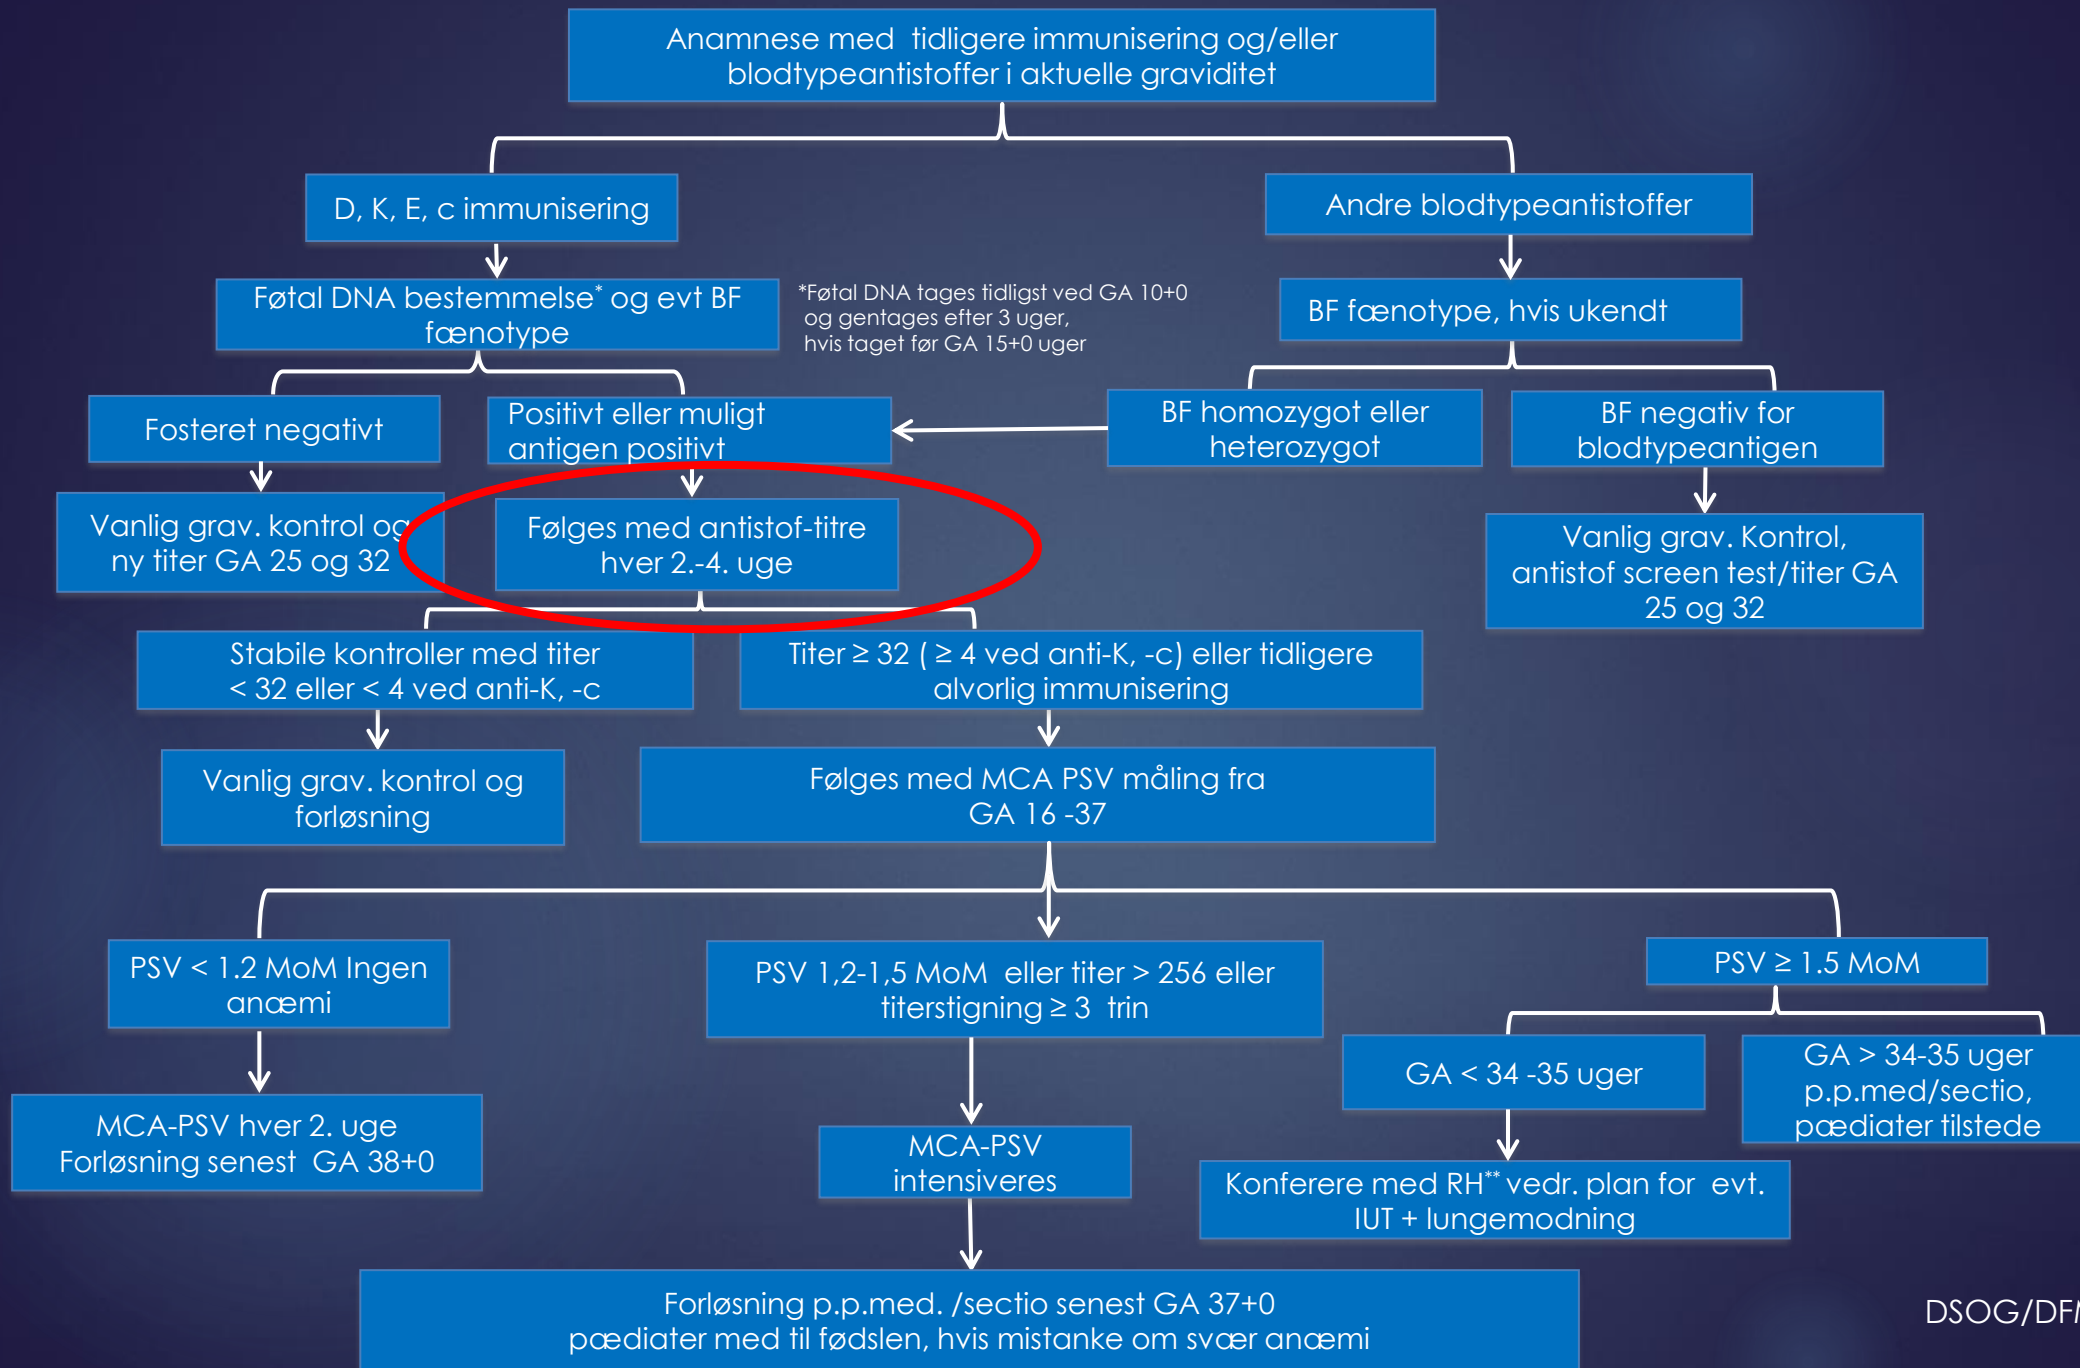 Anamnese med  tidligere immunisering og/eller
blodtypeantistoffer i aktuelle graviditet
D, K, E, c immunisering
Andre blodtypeantistoffer
Føtal DNA bestemmelse* og evt BF
fænotype
*Føtal DNA tages tidligst ved GA 10+0
og gentages efter 3 uger,
hvis taget før GA 15+0 uger
BF fænotype, hvis ukendt
Fosteret negativt
Positivt eller muligt
antigen positivt
BF homozygot eller
heterozygot
BF negativ for
blodtypeantigen
Vanlig grav. kontrol og
ny titer GA 25 og 32
Følges med antistof-titre
hver 2.-4. uge
Vanlig grav. Kontrol,
antistof screen test/titer GA
25 og 32
Stabile kontroller med titer
< 32 eller < 4 ved anti-K, -c
Titer ≥ 32 ( ≥ 4 ved anti-K, -c) eller tidligere
alvorlig immunisering
Vanlig grav. kontrol og
forløsning
Følges med MCA PSV måling fra
GA 16 -37
PSV < 1.2 MoM Ingen
anæmi
PSV 1,2-1,5 MoM  eller titer > 256 eller
titerstigning ≥ 3  trin
PSV ≥ 1.5 MoM
GA < 34 -35 uger
GA > 34-35 uger
p.p.med/sectio,
pædiater tilstede
MCA-PSV hver 2. uge
Forløsning senest  GA 38+0
MCA-PSV
intensiveres
Konferere med RH** vedr. plan for  evt.
IUT + lungemodning
Forløsning p.p.med. /sectio senest GA 37+0
pædiater med til fødslen, hvis mistanke om svær anæmi
DSOG/DFM